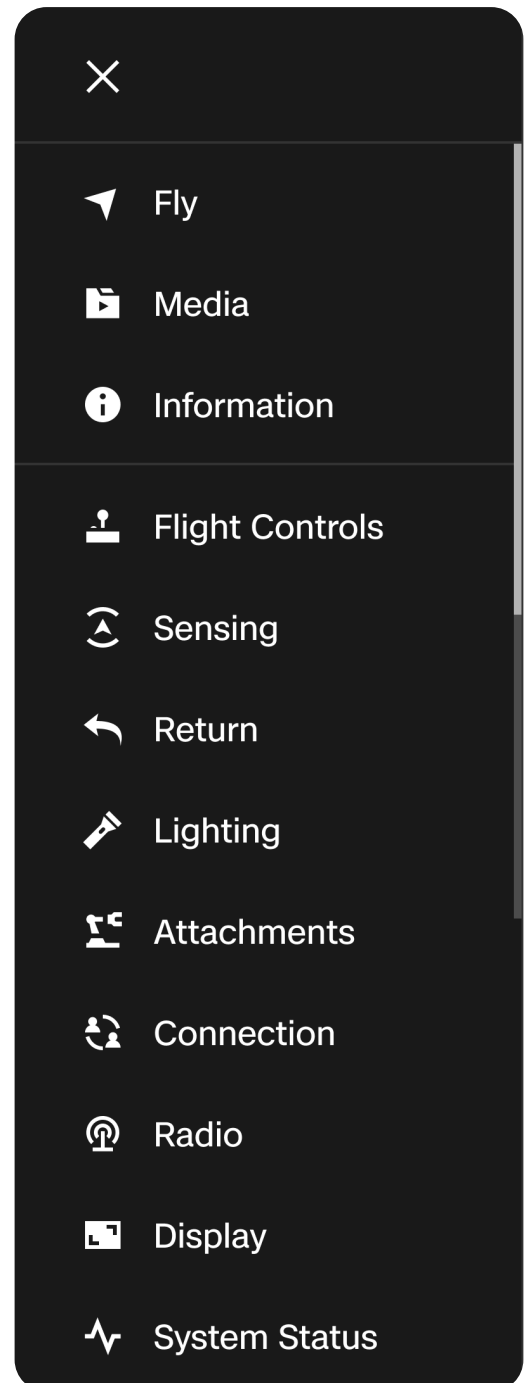 Fly
Media
Information
Flight Controls
Sensing
Return
Lighting
Attachments
Connection
Radio
Display
System Status